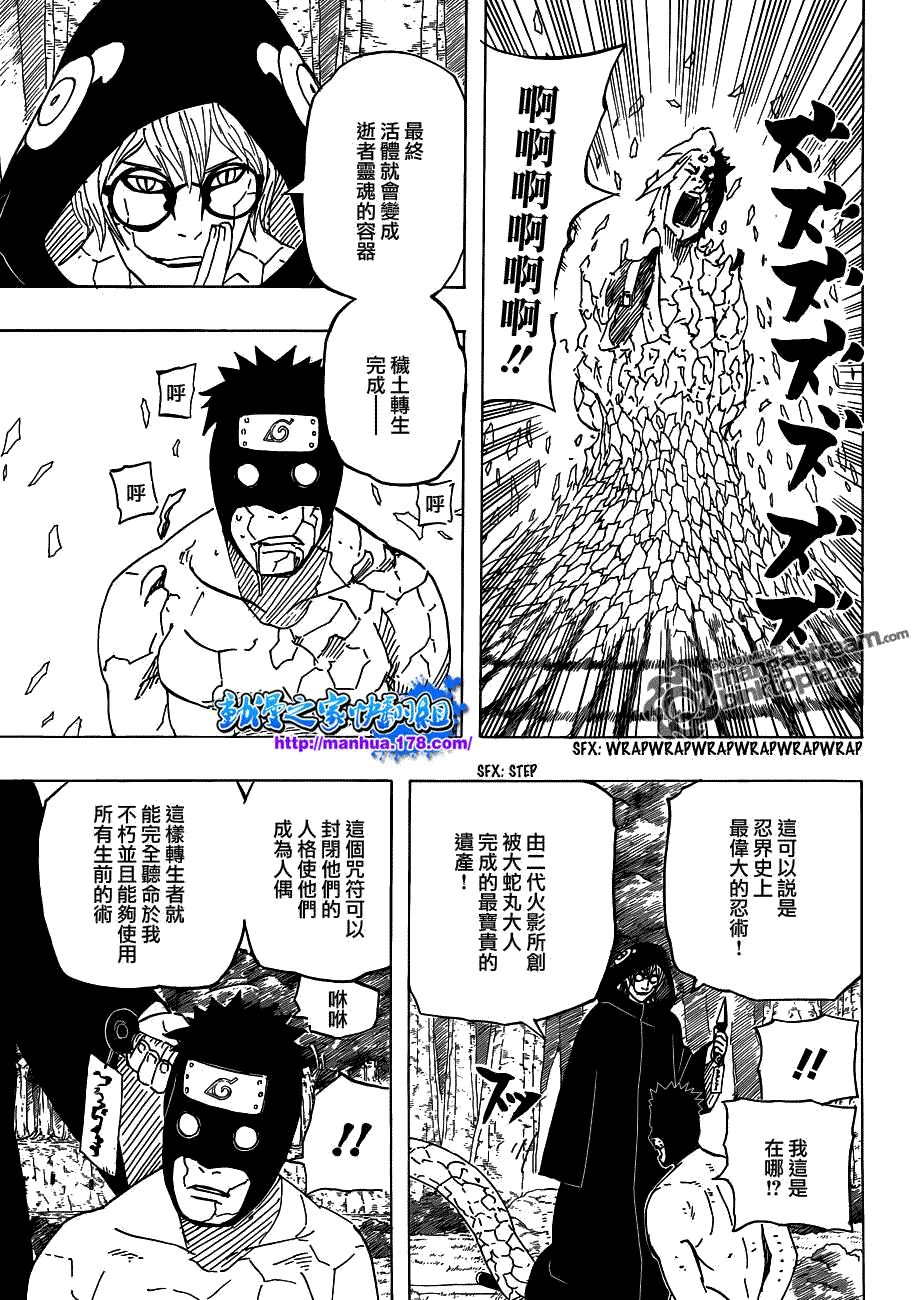 啊啊啊啊啊啊啊!!
ズズズズズズズ
SFX: WRAPWRAPWRAPWRAPWRAPWRAP
最終
活體就會變成
逝者靈魂的容器
穢土轉生
完成——
呼
呼
呼
mangastream.com
動漫之家快翻組
http://manhua.178.com/
SFX: STEP
這可以説是
忍界史上
最偉大的忍術！
由二代火影所創
被大蛇丸大人
完成的最寶貴的
遺產！
!!
我這是
在哪!?
ズッ
這個咒符可以
封閉他們的
人格使他們
成為人偶
這樣轉生者就
能完全聽命於我
不朽並且能夠使用
所有生前的術
咻咻
!!